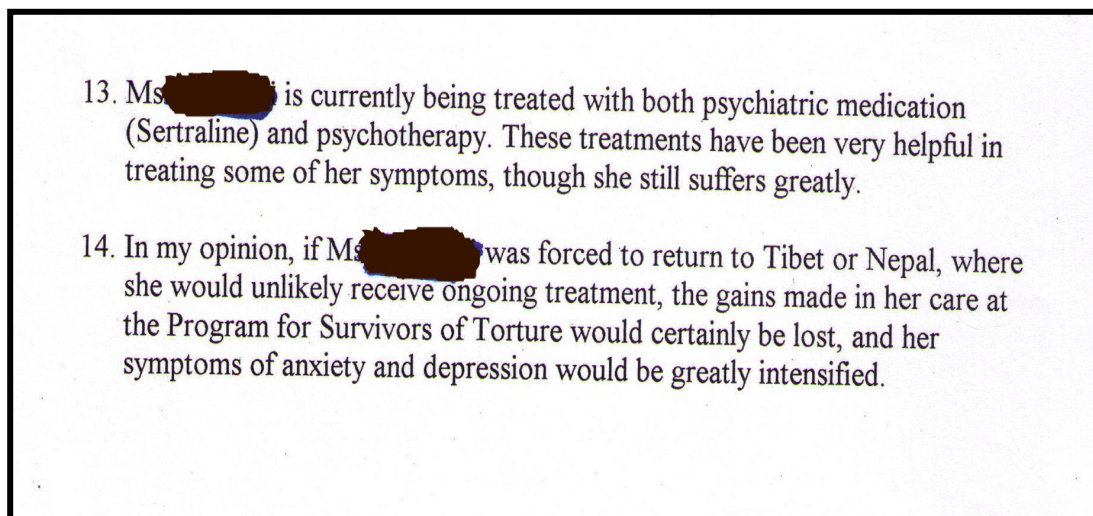 13. Ms is currently being treated with both psychiatric medication
(Sertraline) and psychotherapy. These treatments have been very helpful in
treating some of her symptoms, though she still suffers greatly.
14. In my opinion, if Ms was forced to return to Tibet or Nepal, where
she would unlikely receive ongoing treatment, the gains made in her care at
the Program for Survivors of Torture would certainly be lost, and her
symptoms of anxiety and depression would be greatly intensified.